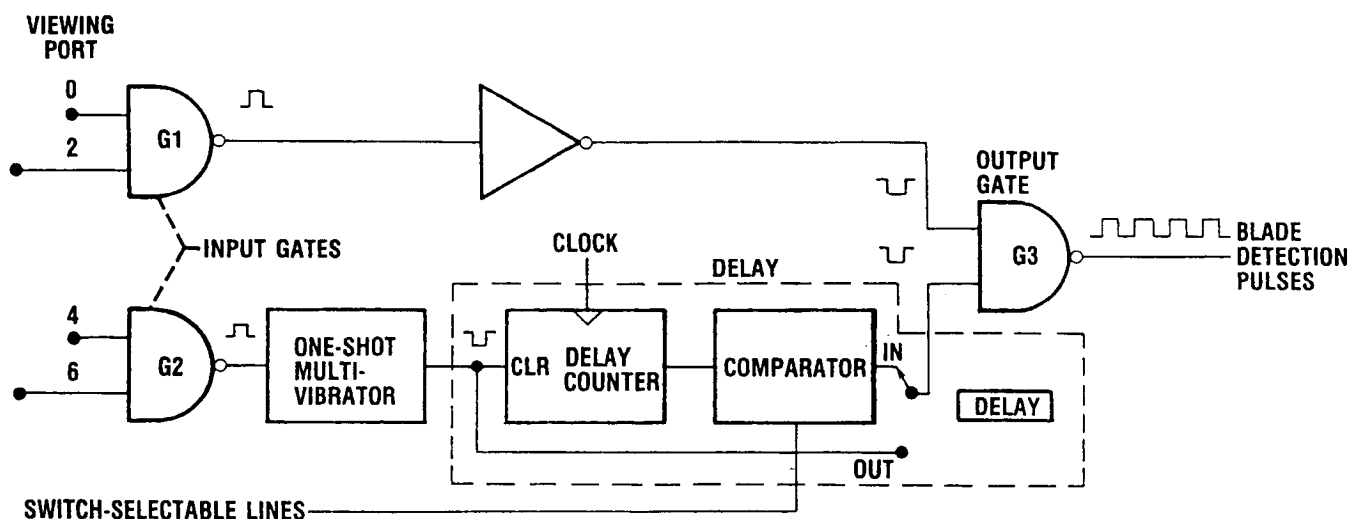 VIEWING
PORT
0
2
G1
INPUT GATES
4
6
G2
ONE-SHOT
MULTI-
VIBRATOR
CLOCK
DELAY
CLR
DELAY
COUNTER
COMPARATOR
IN
OUT
DELAY
OUTPUT
GATE
G3
BLADE
DETECTION
PULSES
SWITCH-SELECTABLE LINES